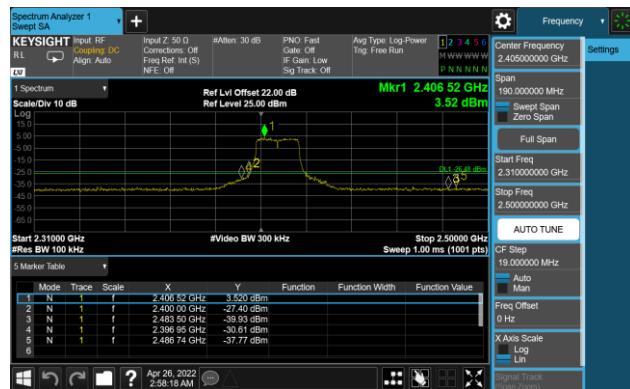 Spectrum Analyzer 1
Swept SA
Frequency
KEYSIGHT
RL
LXI
Input: RF
Coupling: DC
Align: Auto
Input Z: 50 Ω
Corrections: Off
Freq Ref: Int (S)
NFE: Off
#Atten: 30 dB
PNO: Fast
Gate: Off
IF Gain: Low
Sig Track: Off
Avg Type: Log-Power
Trig: Free Run
1 2 3 4 5 6
M W W W W W
P N N N N N
1 Spectrum
Scale/Div 10 dB
Ref Lvl Offset 22.00 dB
Ref Level 25.00 dBm
Mkr1 2.406 52 GHz
3.52 dBm
Log
15.0
5.00
-5.00
-15.0
-25.0
-35.0
-45.0
-55.0
-65.0
1
2
5
DL1 -26.48 dBm
Start 2.31000 GHz
#Res BW 100 kHz
#Video BW 300 kHz
Stop 2.50000 GHz
Sweep 1.00 ms (1001 pts)
5 Marker Table
Mode Trace Scale X Y Function Function Width Function Value
1 N 1 f 2.406 52 GHz 3.520 dBm
2 N 1 f 2.400 00 GHz -27.40 dBm
3 N 1 f 2.483 50 GHz -39.93 dBm
4 N 1 f 2.396 95 GHz -30.61 dBm
5 N 1 f 2.486 74 GHz -37.77 dBm
6
Apr 26, 2022
2:58:18 AM
Center Frequency
2.405000000 GHz
Settings
Span
190.000000 MHz
Swept Span
Zero Span
Full Span
Start Freq
2.310000000 GHz
Stop Freq
2.500000000 GHz
AUTO TUNE
CF Step
19.000000 MHz
Auto
Man
Freq Offset
0 Hz
X Axis Scale
Log
Lin
Signal Track
(Span Zoom)